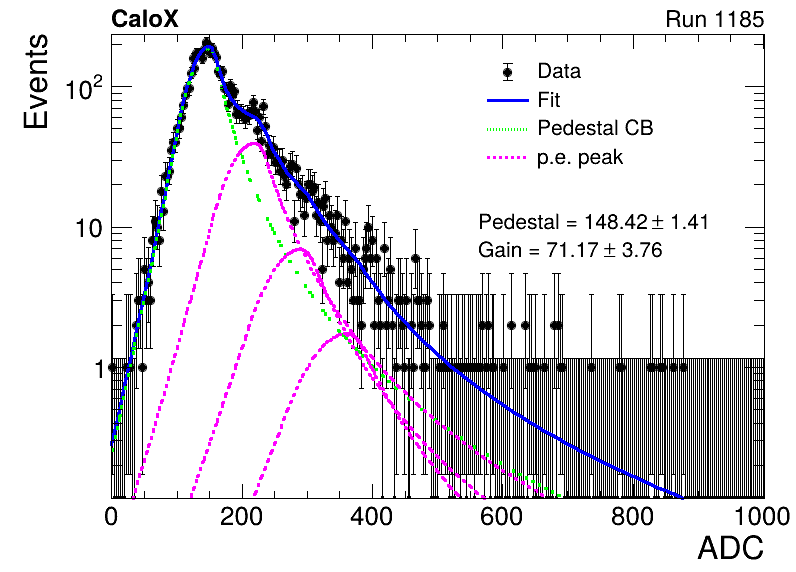 CaloX Run 1185
Events
Data
Fit
Pedestal CB
p.e. peak
Pedestal = 148.42 ± 1.41
Gain = 71.17 ± 3.76
10²
10
1
0 200 400 600 800 1000
ADC